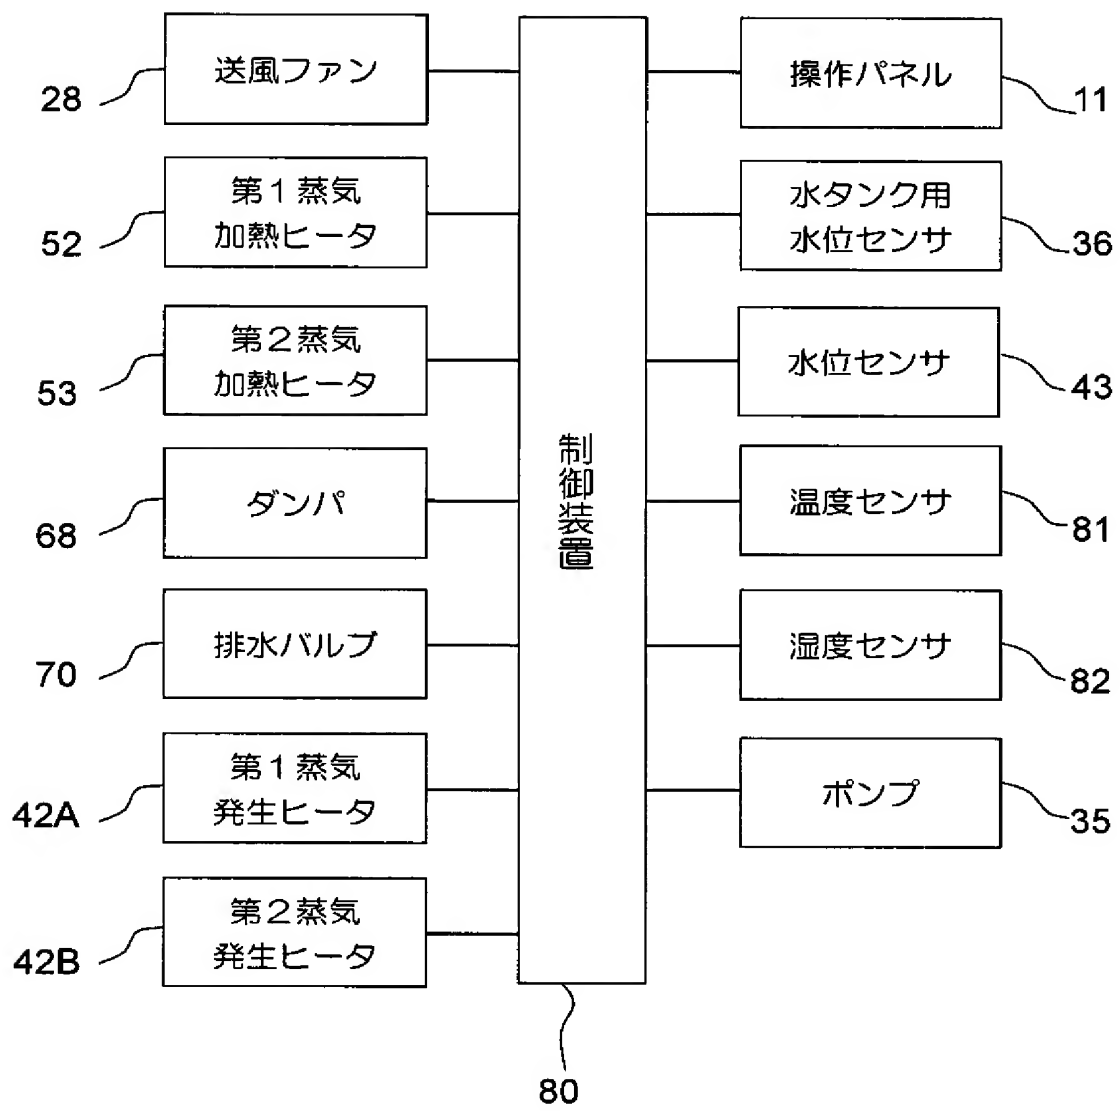 送風ファン
28
第1蒸気
加熱ヒータ
52
第2蒸気
加熱ヒータ
53
ダンパ
68
排水バルブ
70
第1蒸気
発生ヒータ
42A
第2蒸気
発生ヒータ
42B
制御装置
80
操作パネル
11
水タンク用
水位センサ
36
水位センサ
43
温度センサ
81
湿度センサ
82
ポンプ
35